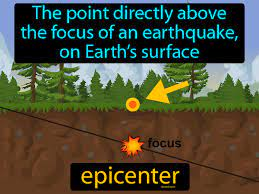 The point directly above
the focus of an earthquake,
on Earth's surface
focus
epicenter